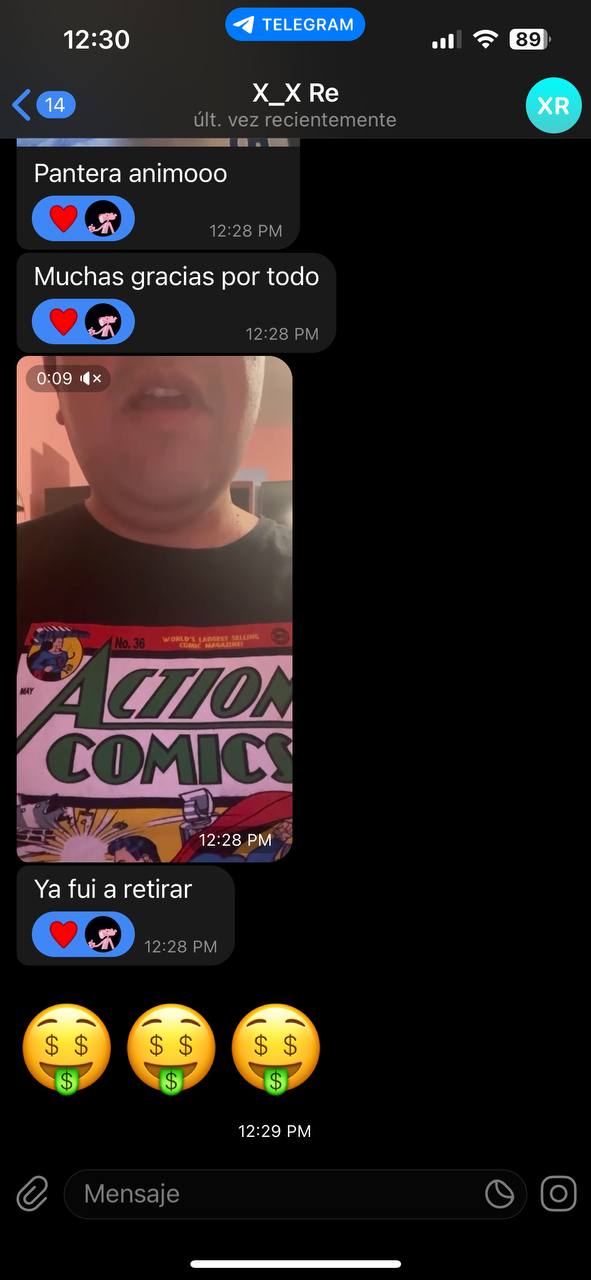 12:30
TELEGRAM
89
14
X_X Re
últ. vez recientemente
XR
Pantera animooo
12:28 PM
Muchas gracias por todo
12:28 PM
0:09
No. 36
WORLD'S LARGEST SELLING
COMIC MAGAZINE!
MAY
ACTION
COMICS
12:28 PM
Ya fui a retirar
12:28 PM
12:29 PM
Mensaje